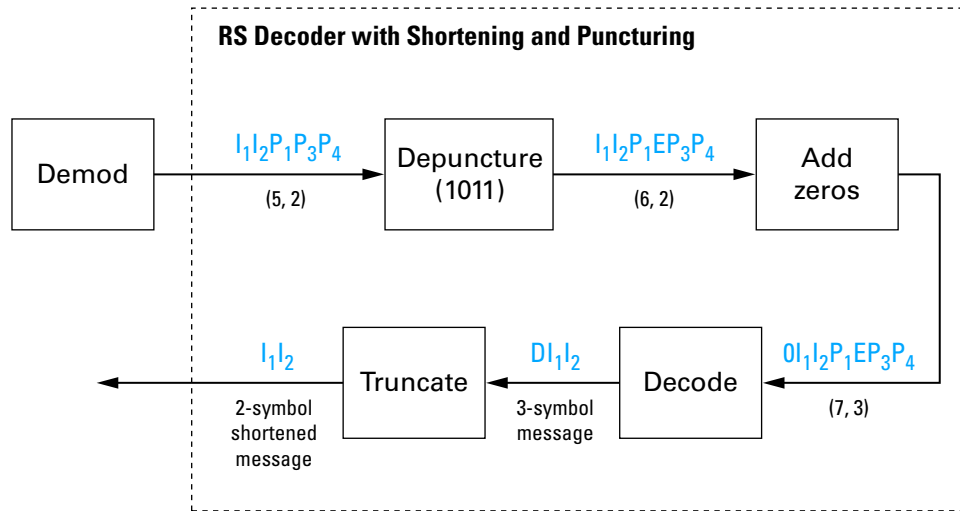 RS Decoder with Shortening and Puncturing
Demod
I₁I₂P₁P₃P₄
(5, 2)
Depuncture
(1011)
I₁I₂P₁EP₃P₄
(6, 2)
Add
zeros
0I₁I₂P₁EP₃P₄
(7, 3)
Decode
DI₁I₂
3-symbol
message
Truncate
I₁I₂
2-symbol
shortened
message